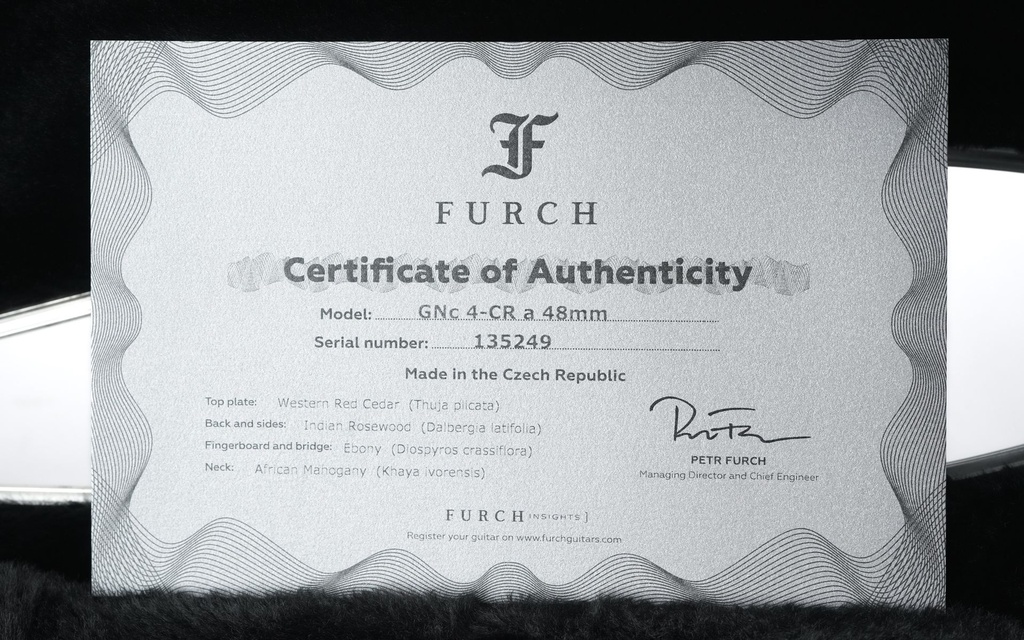 F
FURCH
Certificate of Authenticity
Model: GNc 4-CR a 48mm
Serial number: 135249
Made in the Czech Republic
Top plate: Western Red Cedar (Thuja plicata)
Back and sides: Indian Rosewood (Dalbergia latifolia)
Fingerboard and bridge: Ebony (Diospyros crassiflora)
Neck: African Mahogany (Khaya ivorensis)
PETR FURCH
Managing Director and Chief Engineer
FURCH INSIGHTS ]
Register your guitar on www.furchguitars.com